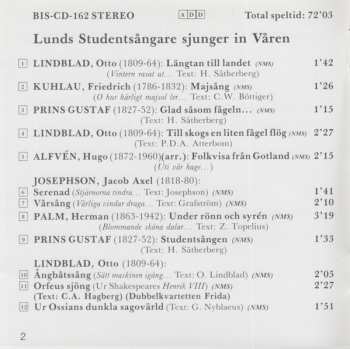 BIS-CD-162 STEREO A D D Total speltid: 72'03
Lunds Studentsångare sjunger in Våren
1 LINDBLAD, Otto (1809-64): Längtan till landet (NMS) 1'42
(Vintern rasat ut... Text: H. Sätherberg)
2 KUHLAU, Friedrich (1786-1832): Majsång (NMS) 1'26
(O hur härligt majsol ler... Text: C.W. Böttiger)
3 PRINS GUSTAF (1827-52): Glad såsom fågeln... (NMS) 1'15
(Text: H. Sätherberg)
4 LINDBLAD, Otto (1809-64): Till skogs en liten fågel flög (NMS) 2'27
(Text: P.D.A. Atterbom)
5 ALFVÉN, Hugo (1872-1960)(arr.): Folkvisa från Gotland (NMS) 2'15
(Uti vår hage...)
JOSEPHSON, Jacob Axel (1818-80):
6 Serenad (Stjärnorna tindra... Text: Josephson) (NMS) 1'41
7 Vårsång (Vårliga vindar draga... Text: Grafström) (NMS) 2'10
8 PALM, Herman (1863-1942): Under rönn och syrén (NMS) 3'19
(Blommande sköna dalar... Text: Z. Topelius)
9 PRINS GUSTAF (1827-52): Studentsången (NMS) 1'33
(Text: H. Sätherberg)
LINDBLAD, Otto (1809-64):
10 Ångbåtssång (Sätt maskinen igång... Text: O. Lindblad) (NMS) 2'05
11 Orfeus sjöng (Ur Shakespeares Henrik VIII) (NMS) 2'27
(Text: C.A. Hagberg) (Dubbelkvartetten Frida)
12 Ur Ossians dunkla sagovärld (Text: G. Nyblaeus) (NMS) 1'51
2